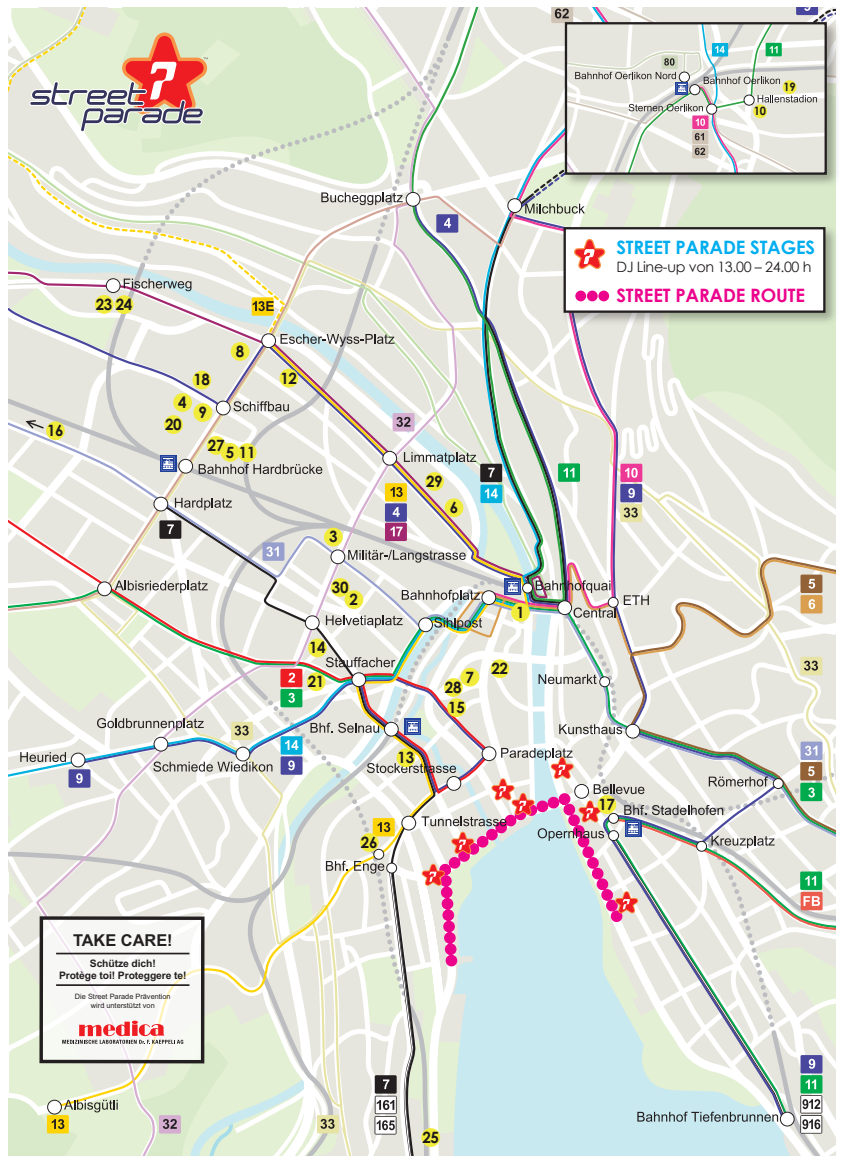 62
9
14
11
80
Bahnhof Oerlikon Nord
Bahnhof Oerlikon
19
Hallenstadion
Sternen Oerlikon
10
10
61
62
street
parade
Bucheggplatz
Milchbuck
4
STREET PARADE STAGES
DJ Line-up von 13.00 – 24.00 h
STREET PARADE ROUTE
Fischerweg
23 24
13E
Escher-Wyss-Platz
8
12
18
4
9
Schiffbau
20
32
16
27
5 11
Bahnhof Hardbrücke
Limmatplatz
29
6
13
4
17
7
14
11
10
9
33
Hardplatz
7
3
31
Militär-/Langstrasse
Albisriederplatz
30
2
Bahnhofplatz
Bahnhofquai
1
Central
ETH
5
6
Helvetiaplatz
Sihlpost
14
Stauffacher
2
3
21
22
7
28
15
Neumarkt
33
Goldbrunnenplatz
33
14
9
Bhf. Selnau
Kunsthaus
31
5
3
Heuried
9
Schmiede Wiedikon
13
Stockerstrasse
Paradeplatz
Römerhof
Bellevue
17
Bhf. Stadelhofen
13
Tunnelstrasse
Opernhaus
Kreuzplatz
26
Bhf. Enge
11
FB
TAKE CARE!
Schütze dich!
Protège toi! Proteggere te!
Die Street Parade Prävention
wird unterstützt von
medica
MEDIZINISCHE LABORATORIEN Dr. F. KAEPPELI AG
Albisgütli
13
32
33
7
161
165
25
9
11
912
916
Bahnhof Tiefenbrunnen